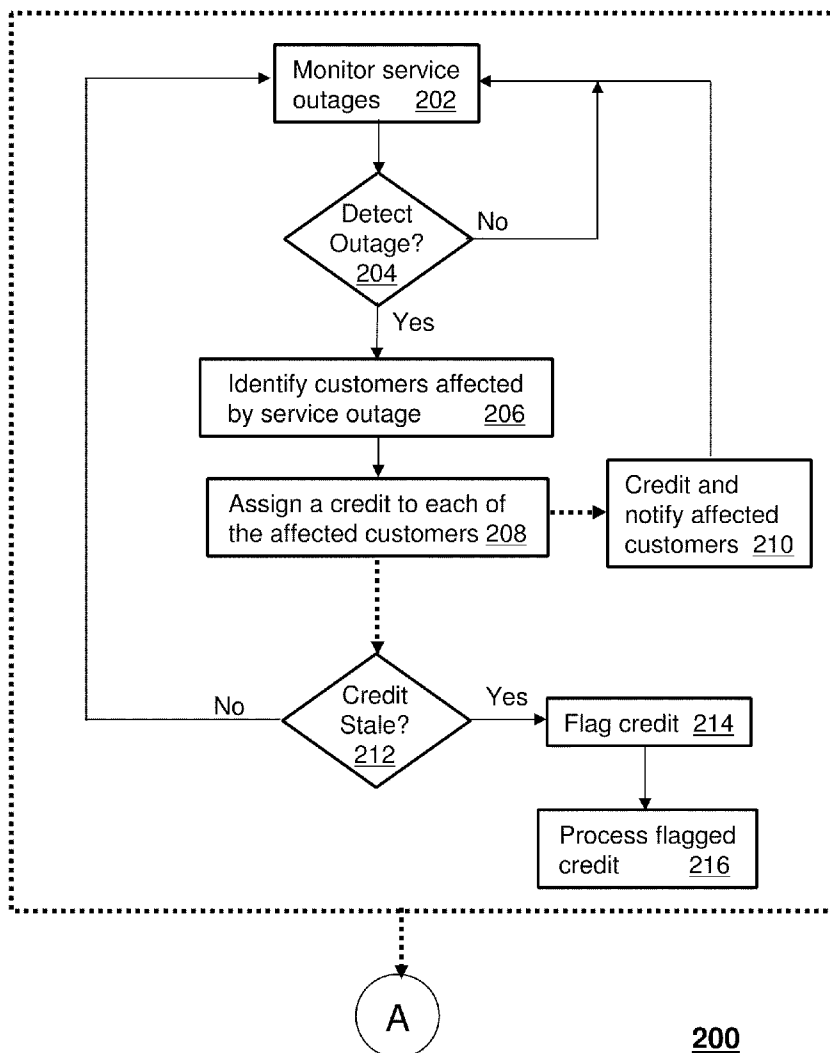 Monitor service
outages 202
Detect
Outage?
204
No
Yes
Identify customers affected
by service outage 206
Assign a credit to each of
the affected customers 208
Credit and
notify affected
customers 210
Credit
Stale?
212
No
Yes
Flag credit 214
Process flagged
credit 216
A
200